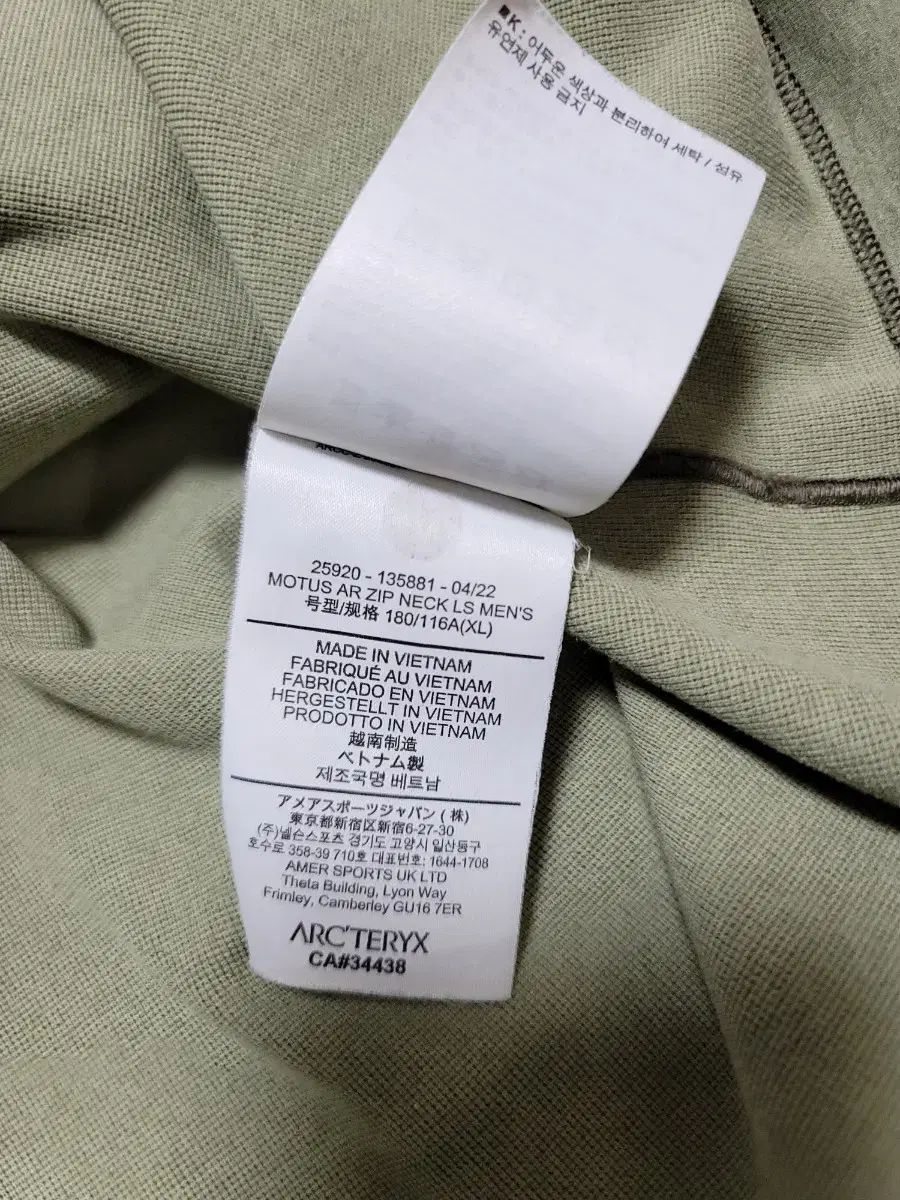 K : 어두운 색상과 분리하여 세탁 / 섬유
유연제 사용 금지
25920 - 135881 - 04/22
MOTUS AR ZIP NECK LS MEN'S
号型/规格 180/116A(XL)
MADE IN VIETNAM
FABRIQUÉ AU VIETNAM
FABRICADO EN VIETNAM
HERGESTELLT IN VIETNAM
PRODOTTO IN VIETNAM
越南制造
ベトナム製
제조국명 베트남
アメアスポーツジャパン ( 株)
東京都新宿区新宿6-27-30
(주)넬슨스포츠 경기도 고양시 일산동구
호수로 358-39 710호 대표번호: 1644-1708
AMER SPORTS UK LTD
Theta Building, Lyon Way
Frimley, Camberley GU16 7ER
ARC'TERYX
CA#34438